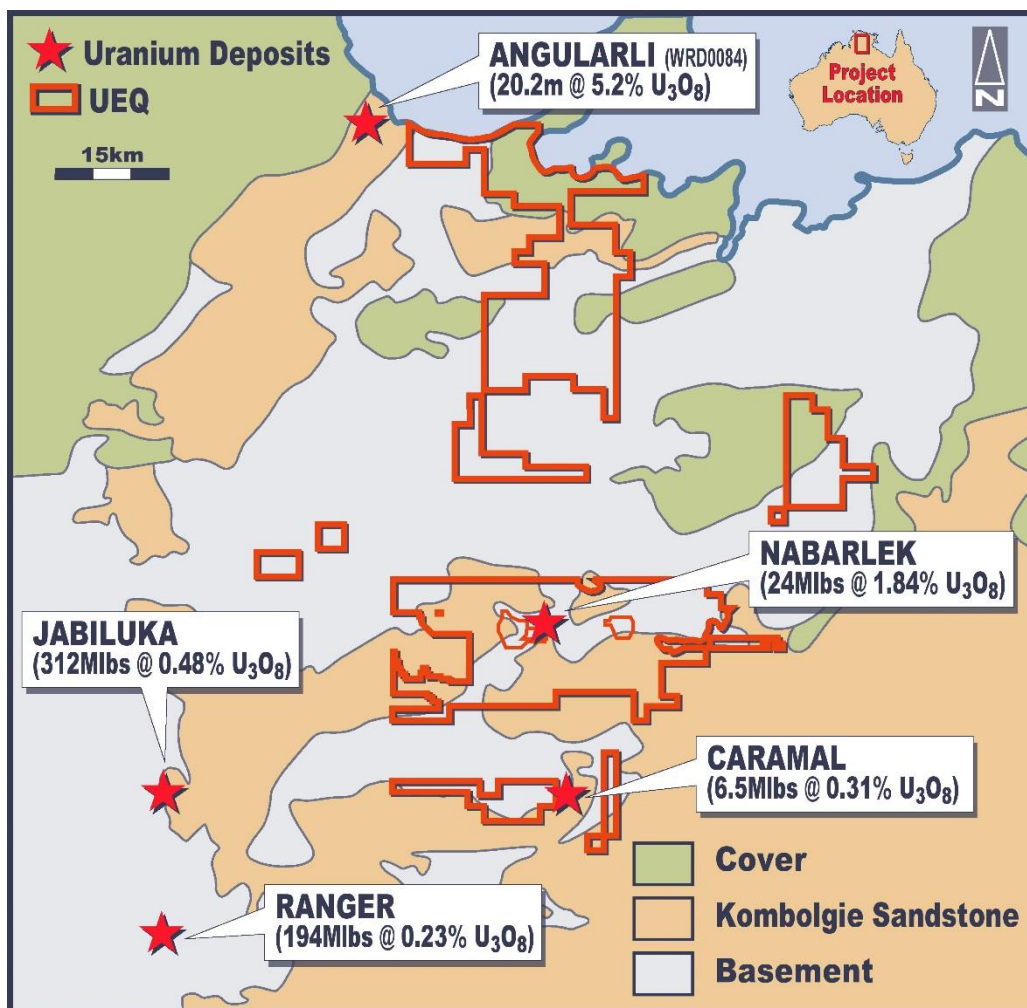 Uranium Deposits
UEQ
15km
ANGULARLI (WRD0084)
(20.2m @ 5.2% U₃O₈)
Project
Location
N
NABARLEK
(24Mlbs @ 1.84% U₃O₈)
JABILUKA
(312Mlbs @ 0.48% U₃O₈)
CARAMAL
(6.5Mlbs @ 0.31% U₃O₈)
RANGER
(194Mlbs @ 0.23% U₃O₈)
Cover
Kombolgie Sandstone
Basement